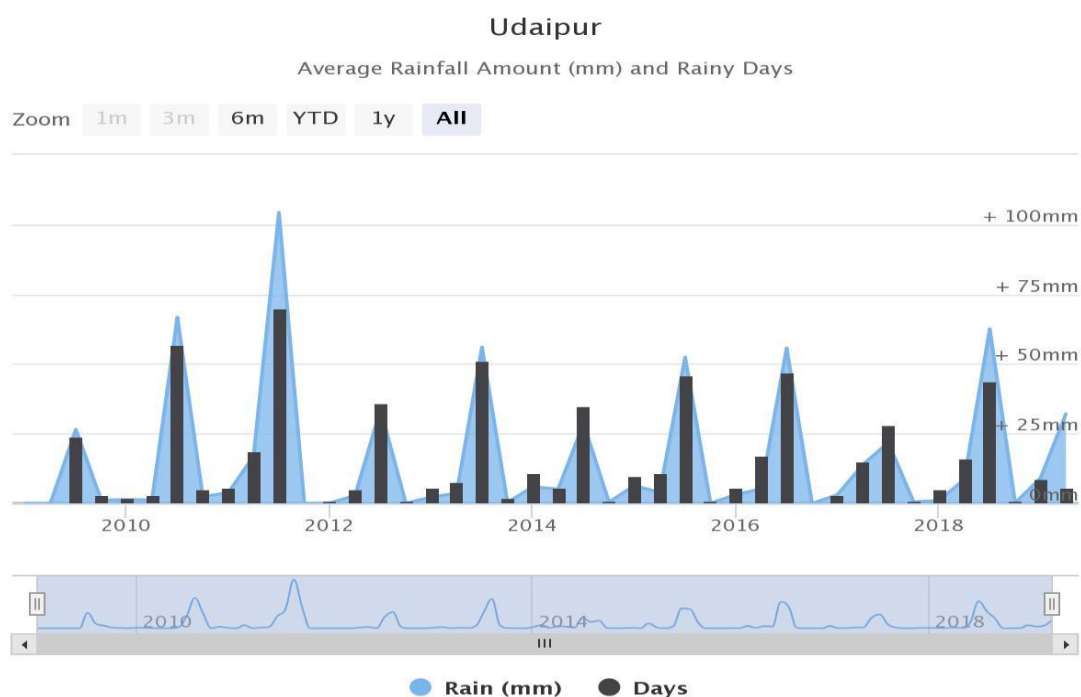 Udaipur
Average Rainfall Amount (mm) and Rainy Days
Zoom 1m 3m 6m YTD 1y All
+ 100mm
+ 75mm
+ 50mm
+ 25mm
0mm
2010 2012 2014 2016 2018
2010 2014 2018
Rain (mm) Days